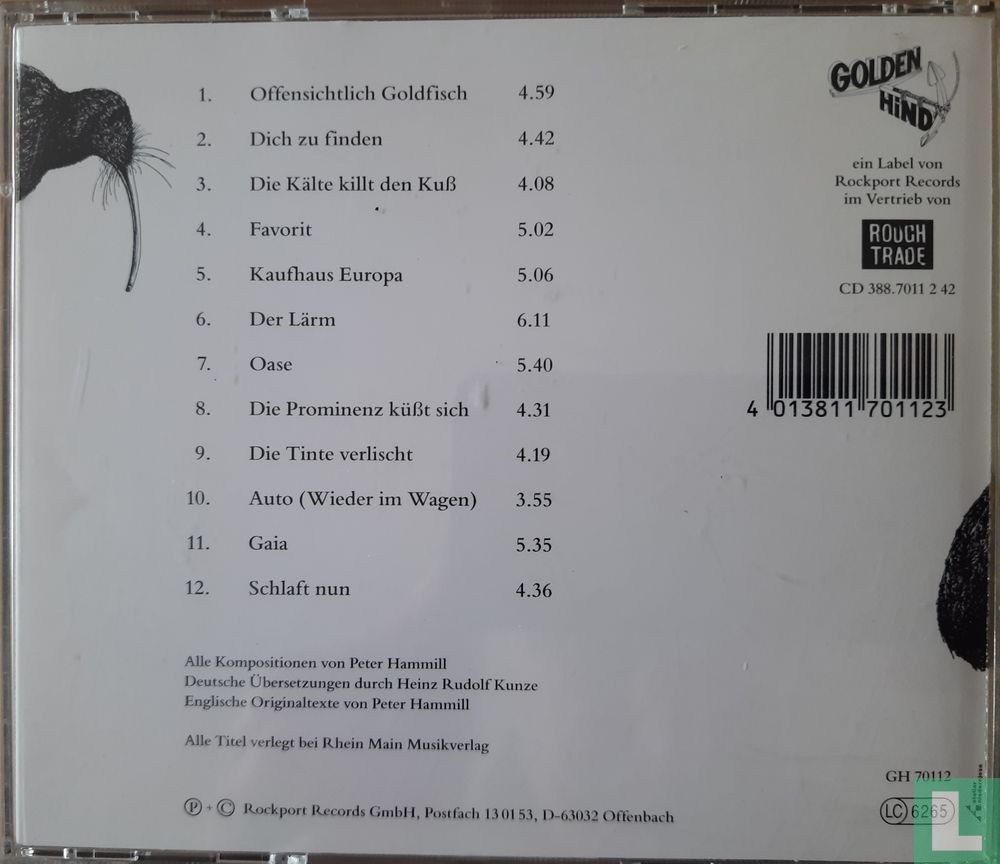 1. Offensichtlich Goldfisch 4.59
2. Dich zu finden 4.42
3. Die Kälte killt den Kuß 4.08
4. Favorit 5.02
5. Kaufhaus Europa 5.06
6. Der Lärm 6.11
7. Oase 5.40
8. Die Prominenz küßt sich 4.31
9. Die Tinte verlischt 4.19
10. Auto (Wieder im Wagen) 3.55
11. Gaia 5.35
12. Schlaft nun 4.36
Alle Kompositionen von Peter Hammill
Deutsche Übersetzungen durch Heinz Rudolf Kunze
Englische Originaltexte von Peter Hammill
Alle Titel verlegt bei Rhein Main Musikverlag
Ⓟ + © Rockport Records GmbH, Postfach 13 01 53, D-63032 Offenbach
GOLDEN
HIND
ein Label von
Rockport Records
im Vertrieb von
ROUGH
TRADE
CD 388.7011 2 42
4 013811 701123
GH 70112
LC 6265
L